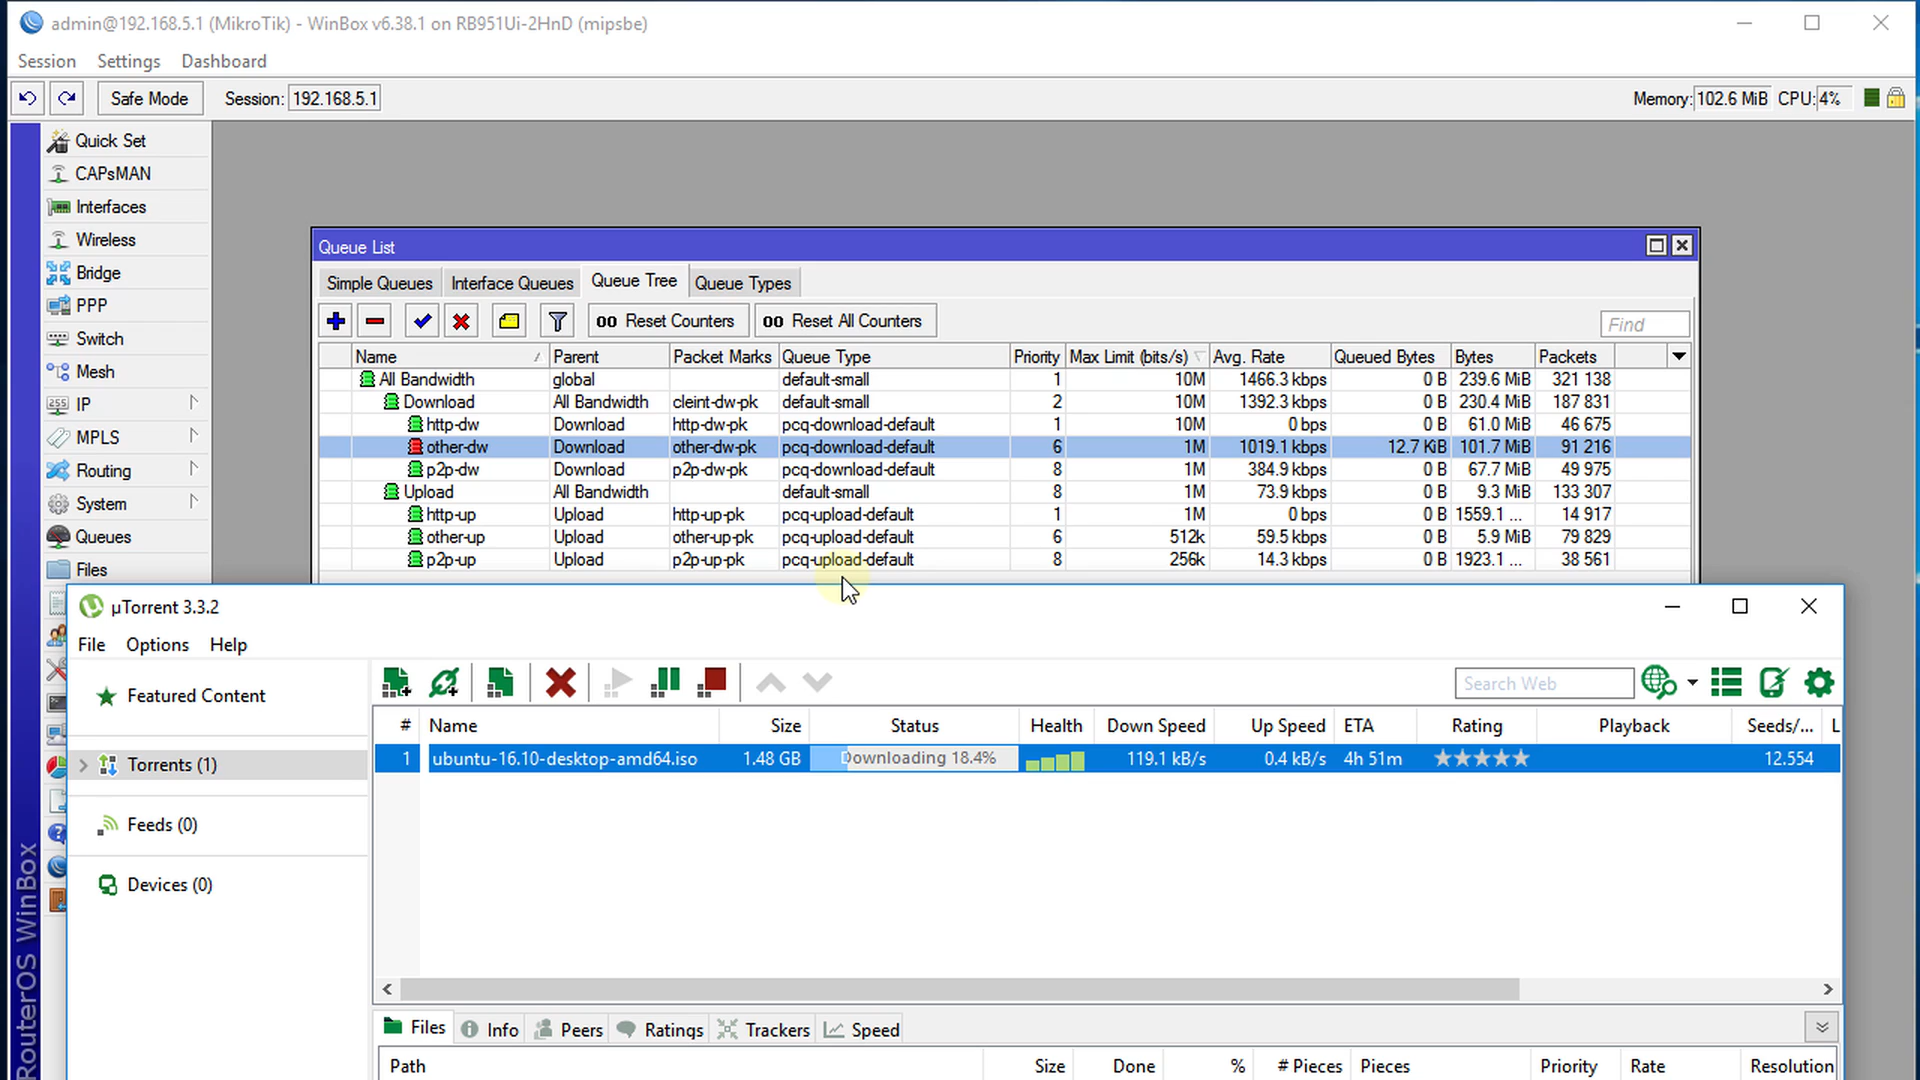 admin@192.168.5.1 (MikroTik) - WinBox v6.38.1 on RB951Ui-2HnD (mipsbe)
Session Settings Dashboard
Safe Mode Session: 192.168.5.1 Memory: 102.6 MiB CPU: 4%
Quick Set
CAPsMAN
Interfaces
Wireless
Bridge
PPP
Switch
Mesh
255 IP
MPLS
Routing
System
Queues
Files
RouterOS WinBox
Queue List
Simple Queues Interface Queues Queue Tree Queue Types
00 Reset Counters 00 Reset All Counters Find
Name Parent Packet Marks Queue Type Priority Max Limit (bits/s) Avg. Rate Queued Bytes Bytes Packets
All Bandwidth global default-small 1 10M 1466.3 kbps 0 B 239.6 MiB 321 138
Download All Bandwidth cleint-dw-pk default-small 2 10M 1392.3 kbps 0 B 230.4 MiB 187 831
http-dw Download http-dw-pk pcq-download-default 1 10M 0 bps 0 B 61.0 MiB 46 675
other-dw Download other-dw-pk pcq-download-default 6 1M 1019.1 kbps 12.7 KiB 101.7 MiB 91 216
p2p-dw Download p2p-dw-pk pcq-download-default 8 1M 384.9 kbps 0 B 67.7 MiB 49 975
Upload All Bandwidth default-small 8 1M 73.9 kbps 0 B 9.3 MiB 133 307
http-up Upload http-up-pk pcq-upload-default 1 1M 0 bps 0 B 1559.1 ... 14 917
other-up Upload other-up-pk pcq-upload-default 6 512k 59.5 kbps 0 B 5.9 MiB 79 829
p2p-up Upload p2p-up-pk pcq-upload-default 8 256k 14.3 kbps 0 B 1923.1 ... 38 561
µTorrent 3.3.2
File Options Help
Featured Content
Torrents (1)
Feeds (0)
Devices (0)
Search Web
# Name Size Status Health Down Speed Up Speed ETA Rating Playback Seeds/... L
1 ubuntu-16.10-desktop-amd64.iso 1.48 GB Downloading 18.4% 119.1 kB/s 0.4 kB/s 4h 51m 12.554
Files Info Peers Ratings Trackers Speed
Path Size Done % # Pieces Pieces Priority Rate Resolution